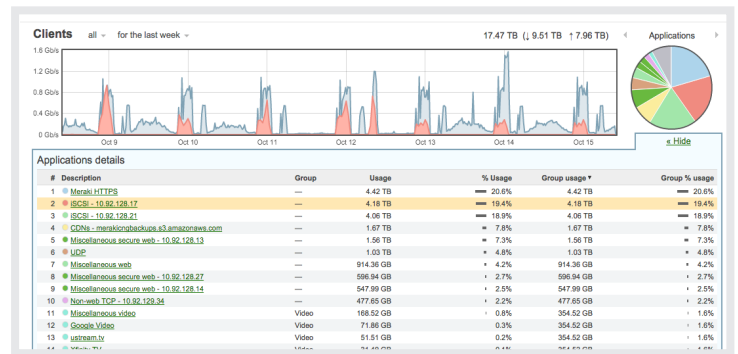 Clients all for the last week 17.47 TB (↓ 9.51 TB ↑ 7.96 TB) Applications
1.6 Gb/s
1.2 Gb/s
0.8 Gb/s
0.4 Gb/s
0 Gb/s
Oct 9 Oct 10 Oct 11 Oct 12 Oct 13 Oct 14 Oct 15
« Hide
Applications details
# Description Group Usage % Usage Group usage ▼ Group % usage
1 Meraki HTTPS — 4.42 TB 20.6% 4.42 TB 20.6%
2 iSCSI - 10.92.128.17 — 4.18 TB 19.4% 4.18 TB 19.4%
3 iSCSI - 10.92.128.21 — 4.06 TB 18.9% 4.06 TB 18.9%
4 CDNs - merakicngbackups.s3.amazonaws.com — 1.67 TB 7.8% 1.67 TB 7.8%
5 Miscellaneous secure web - 10.92.128.13 — 1.56 TB 7.3% 1.56 TB 7.3%
6 UDP — 1.03 TB 4.8% 1.03 TB 4.8%
7 Miscellaneous web — 914.36 GB 4.2% 914.36 GB 4.2%
8 Miscellaneous secure web - 10.92.128.27 — 596.94 GB 2.7% 596.94 GB 2.7%
9 Miscellaneous secure web - 10.92.128.14 — 547.99 GB 2.5% 547.99 GB 2.5%
10 Non-web TCP - 10.92.129.34 — 477.65 GB 2.2% 477.65 GB 2.2%
11 Miscellaneous video Video 168.52 GB 0.8% 354.52 GB 1.6%
12 Google Video Video 71.86 GB 0.3% 354.52 GB 1.6%
13 ustream.tv Video 51.51 GB 0.2% 354.52 GB 1.6%